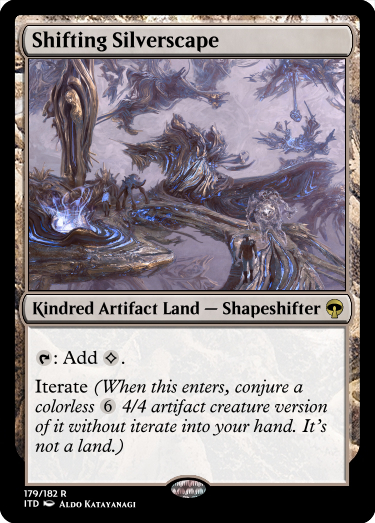 Shifting Silverscape
Kindred Artifact Land — Shapeshifter
: Add .
Iterate (When this enters, conjure a
colorless 6 4/4 artifact creature version
of it without iterate into your hand. It's
not a land.)
179/182 R
ITD Aldo Katayanagi